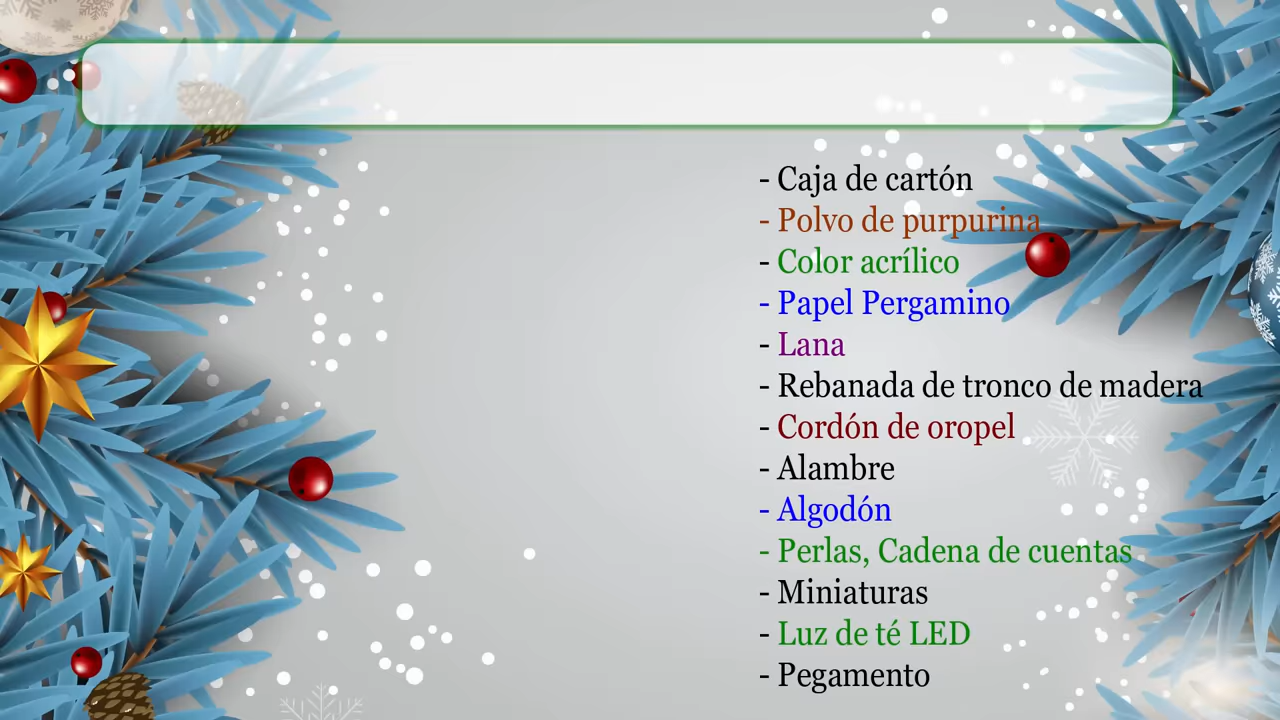 - Caja de cartón
- Polvo de purpurina
- Color acrílico
- Papel Pergamino
- Lana
- Rebanada de tronco de madera
- Cordón de oropel
- Alambre
- Algodón
- Perlas, Cadena de cuentas
- Miniaturas
- Luz de té LED
- Pegamento